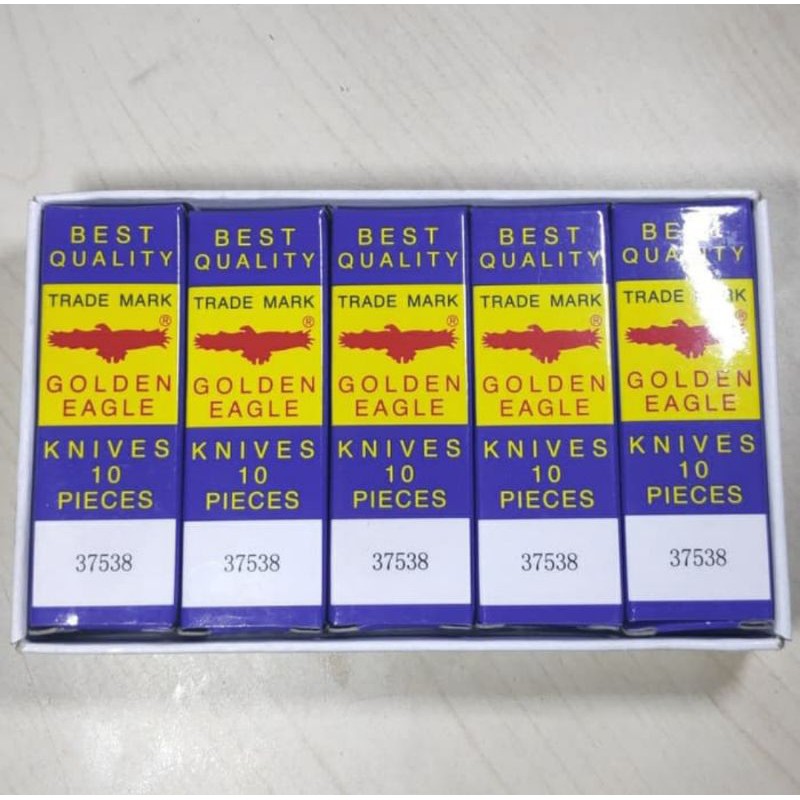 BEST
QUALITY
TRADE MARK
®
GOLDEN
EAGLE
KNIVES
10
PIECES
37538
BEST
QUALITY
TRADE MARK
®
GOLDEN
EAGLE
KNIVES
10
PIECES
37538
BEST
QUALITY
TRADE MARK
®
GOLDEN
EAGLE
KNIVES
10
PIECES
37538
BEST
QUALITY
TRADE MARK
®
GOLDEN
EAGLE
KNIVES
10
PIECES
37538
BEST
QUALITY
TRADE MARK
®
GOLDEN
EAGLE
KNIVES
10
PIECES
37538